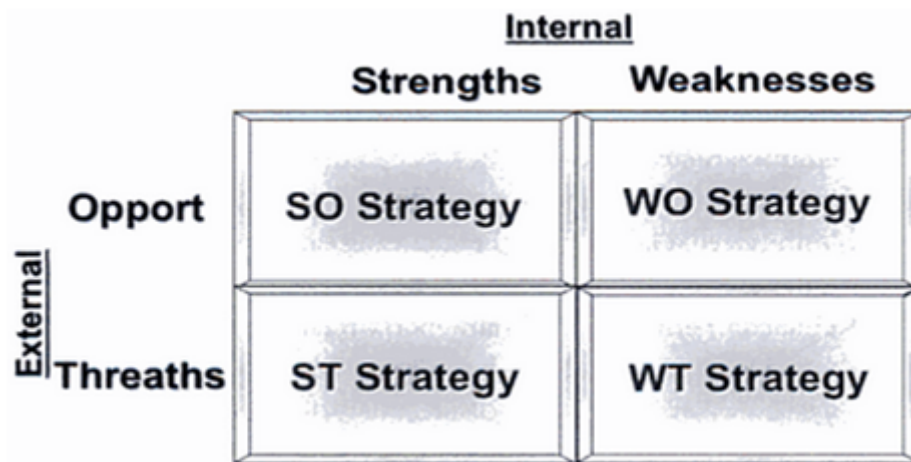 Internal
Strengths Weaknesses
Opport SO Strategy WO Strategy
External
Threaths ST Strategy WT Strategy